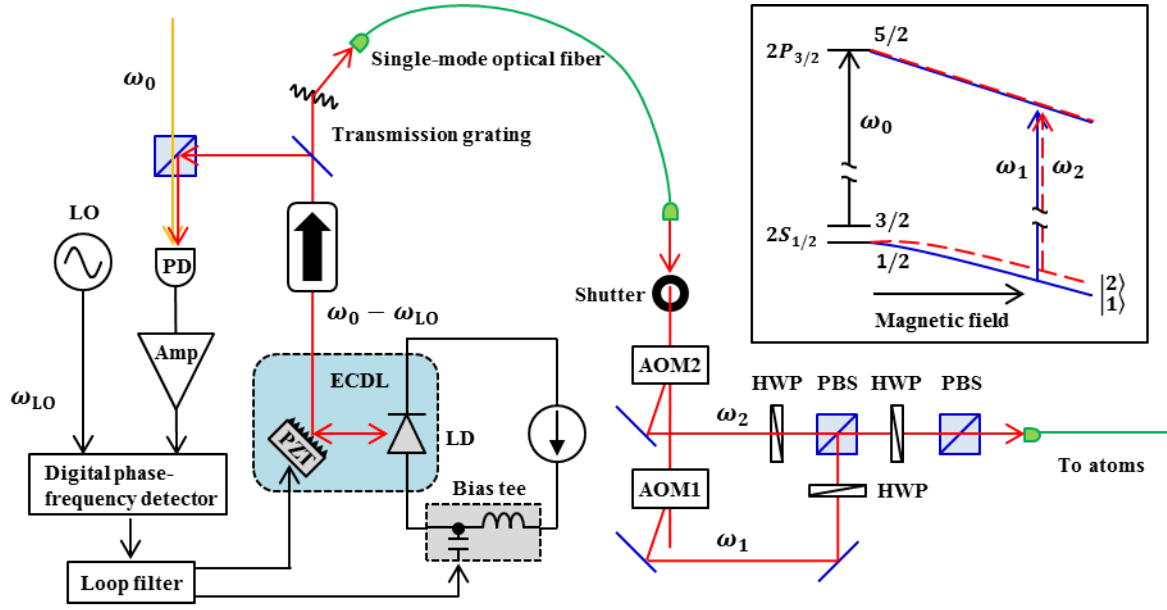 ω₀
Single-mode optical fiber
Transmission grating
LO
PD
Amp
ω_LO
ω₀ − ω_LO
ECDL
PZT
LD
Bias tee
Digital phase-
frequency detector
Loop filter
Shutter
AOM2
ω₂
HWP
PBS
HWP
PBS
AOM1
HWP
To atoms
ω₁
2P₃/₂
5/2
ω₀
ω₁
ω₂
2S₁/₂
3/2
1/2
|2⟩
|1⟩
Magnetic field